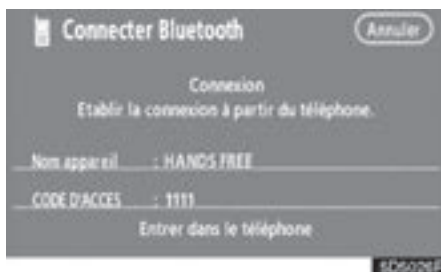 Connecter Bluetooth
Annuler
Connexion
Etablir la connexion à partir du téléphone.
Nom appareil : HANDS FREE
CODE D'ACCES : 1111
Entrer dans le téléphone